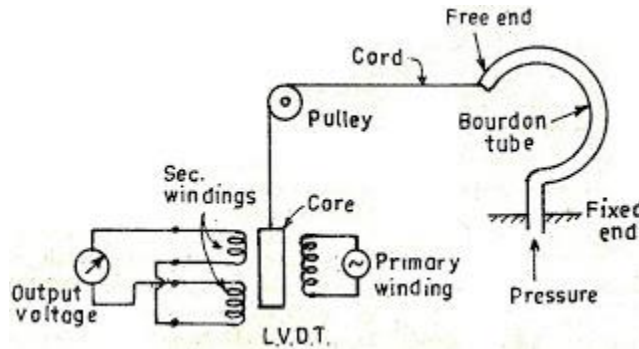 Free end
Cord
Pulley
Bourdon
tube
Sec.
windings
Core
Fixed
end
Primary
winding
Output
voltage
Pressure
L.V.D.T.